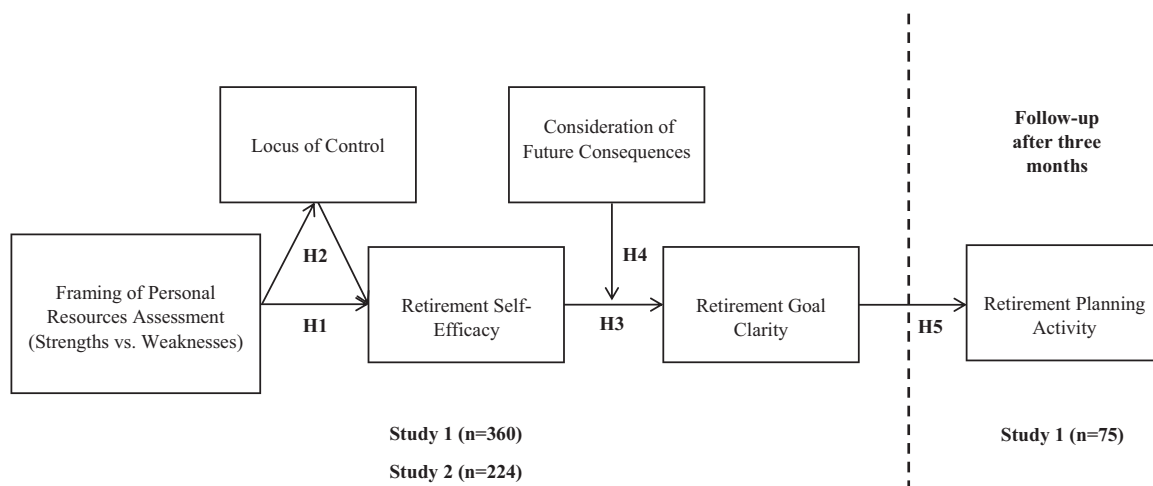 Locus of Control
Consideration of
Future Consequences
Follow-up
after three
months
Framing of Personal
Resources Assessment
(Strengths vs. Weaknesses)
H2
H1
Retirement Self-
Efficacy
H4
H3
Retirement Goal
Clarity
H5
Retirement Planning
Activity
Study 1 (n=360)
Study 2 (n=224)
Study 1 (n=75)